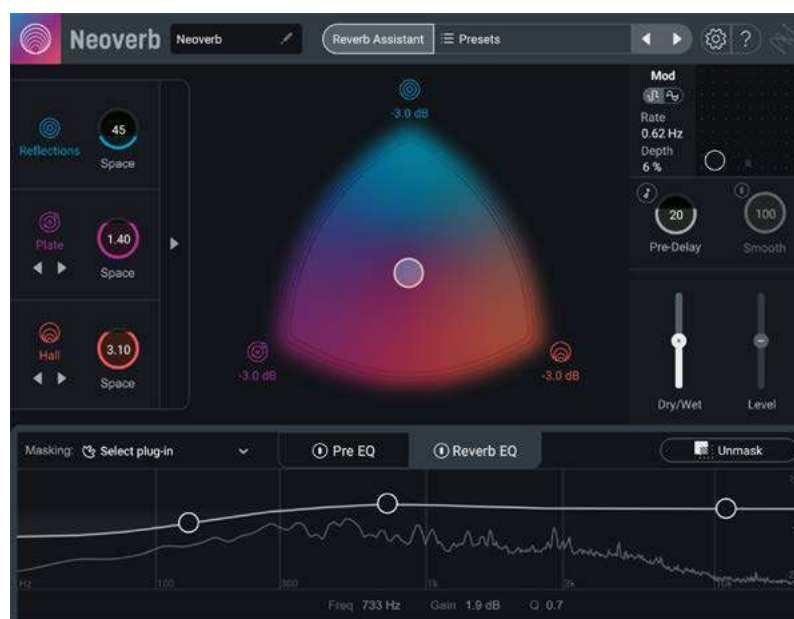 Neoverb
Neoverb
Reverb Assistant
Presets
?
Reflections
45
Space
Plate
1.40
Space
Hall
3.10
Space
-3.0 dB
-3.0 dB
-3.0 dB
Mod
Rate
0.62 Hz
Depth
6 %
20
Pre-Delay
100
Smooth
Dry/Wet
Level
Masking:
Select plug-in
Pre EQ
Reverb EQ
Unmask
Hz
100
300
1k
3k
10k
Freq 733 Hz
Gain 1.9 dB
Q 0.7